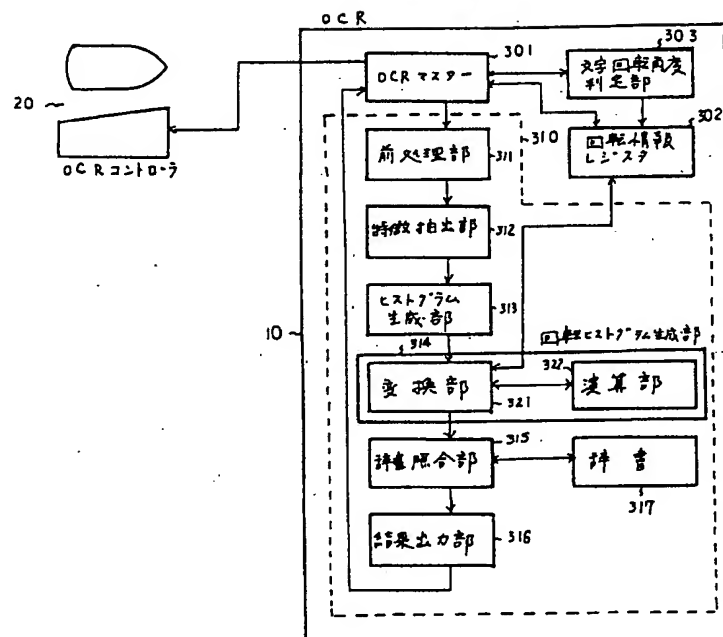 OCR
301
303
OCRマスター
文字回転角度
判定部
20
302
310
回転情報
レジスタ
OCRコントローラ
前処理部
311
特徴抽出部
312
ヒストグラム
生成部
313
10
314
回転ヒストグラム生成部
322
変換部
演算部
321
315
辞書照合部
辞書
317
結果出力部
316